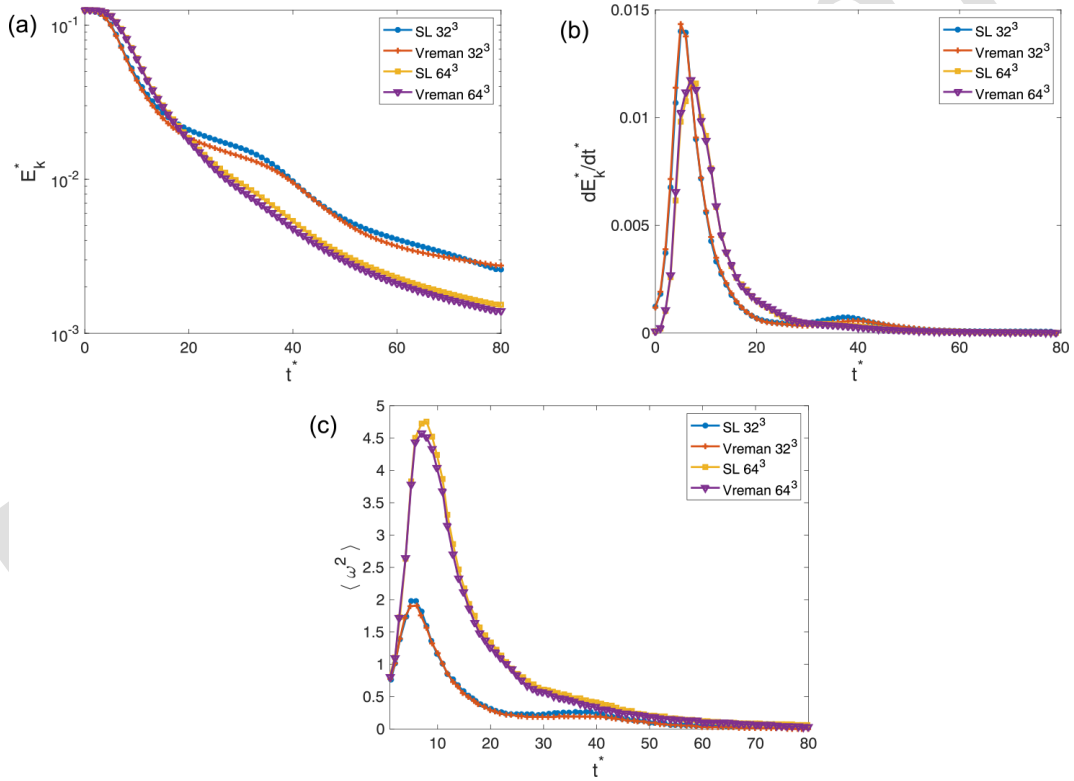 (a)
10^-1
10^-2
10^-3
E_k^*
0 20 40 60 80
t^*
SL 32^3
Vreman 32^3
SL 64^3
Vreman 64^3
(b)
0.015
0.01
0.005
0
dE_k^*/dt^*
0 20 40 60 80
t^*
SL 32^3
Vreman 32^3
SL 64^3
Vreman 64^3
(c)
5
4.5
4
3.5
3
2.5
2
1.5
1
0.5
0
⟨ ω^2 ⟩
10 20 30 40 50 60 70 80
t^*
SL 32^3
Vreman 32^3
SL 64^3
Vreman 64^3